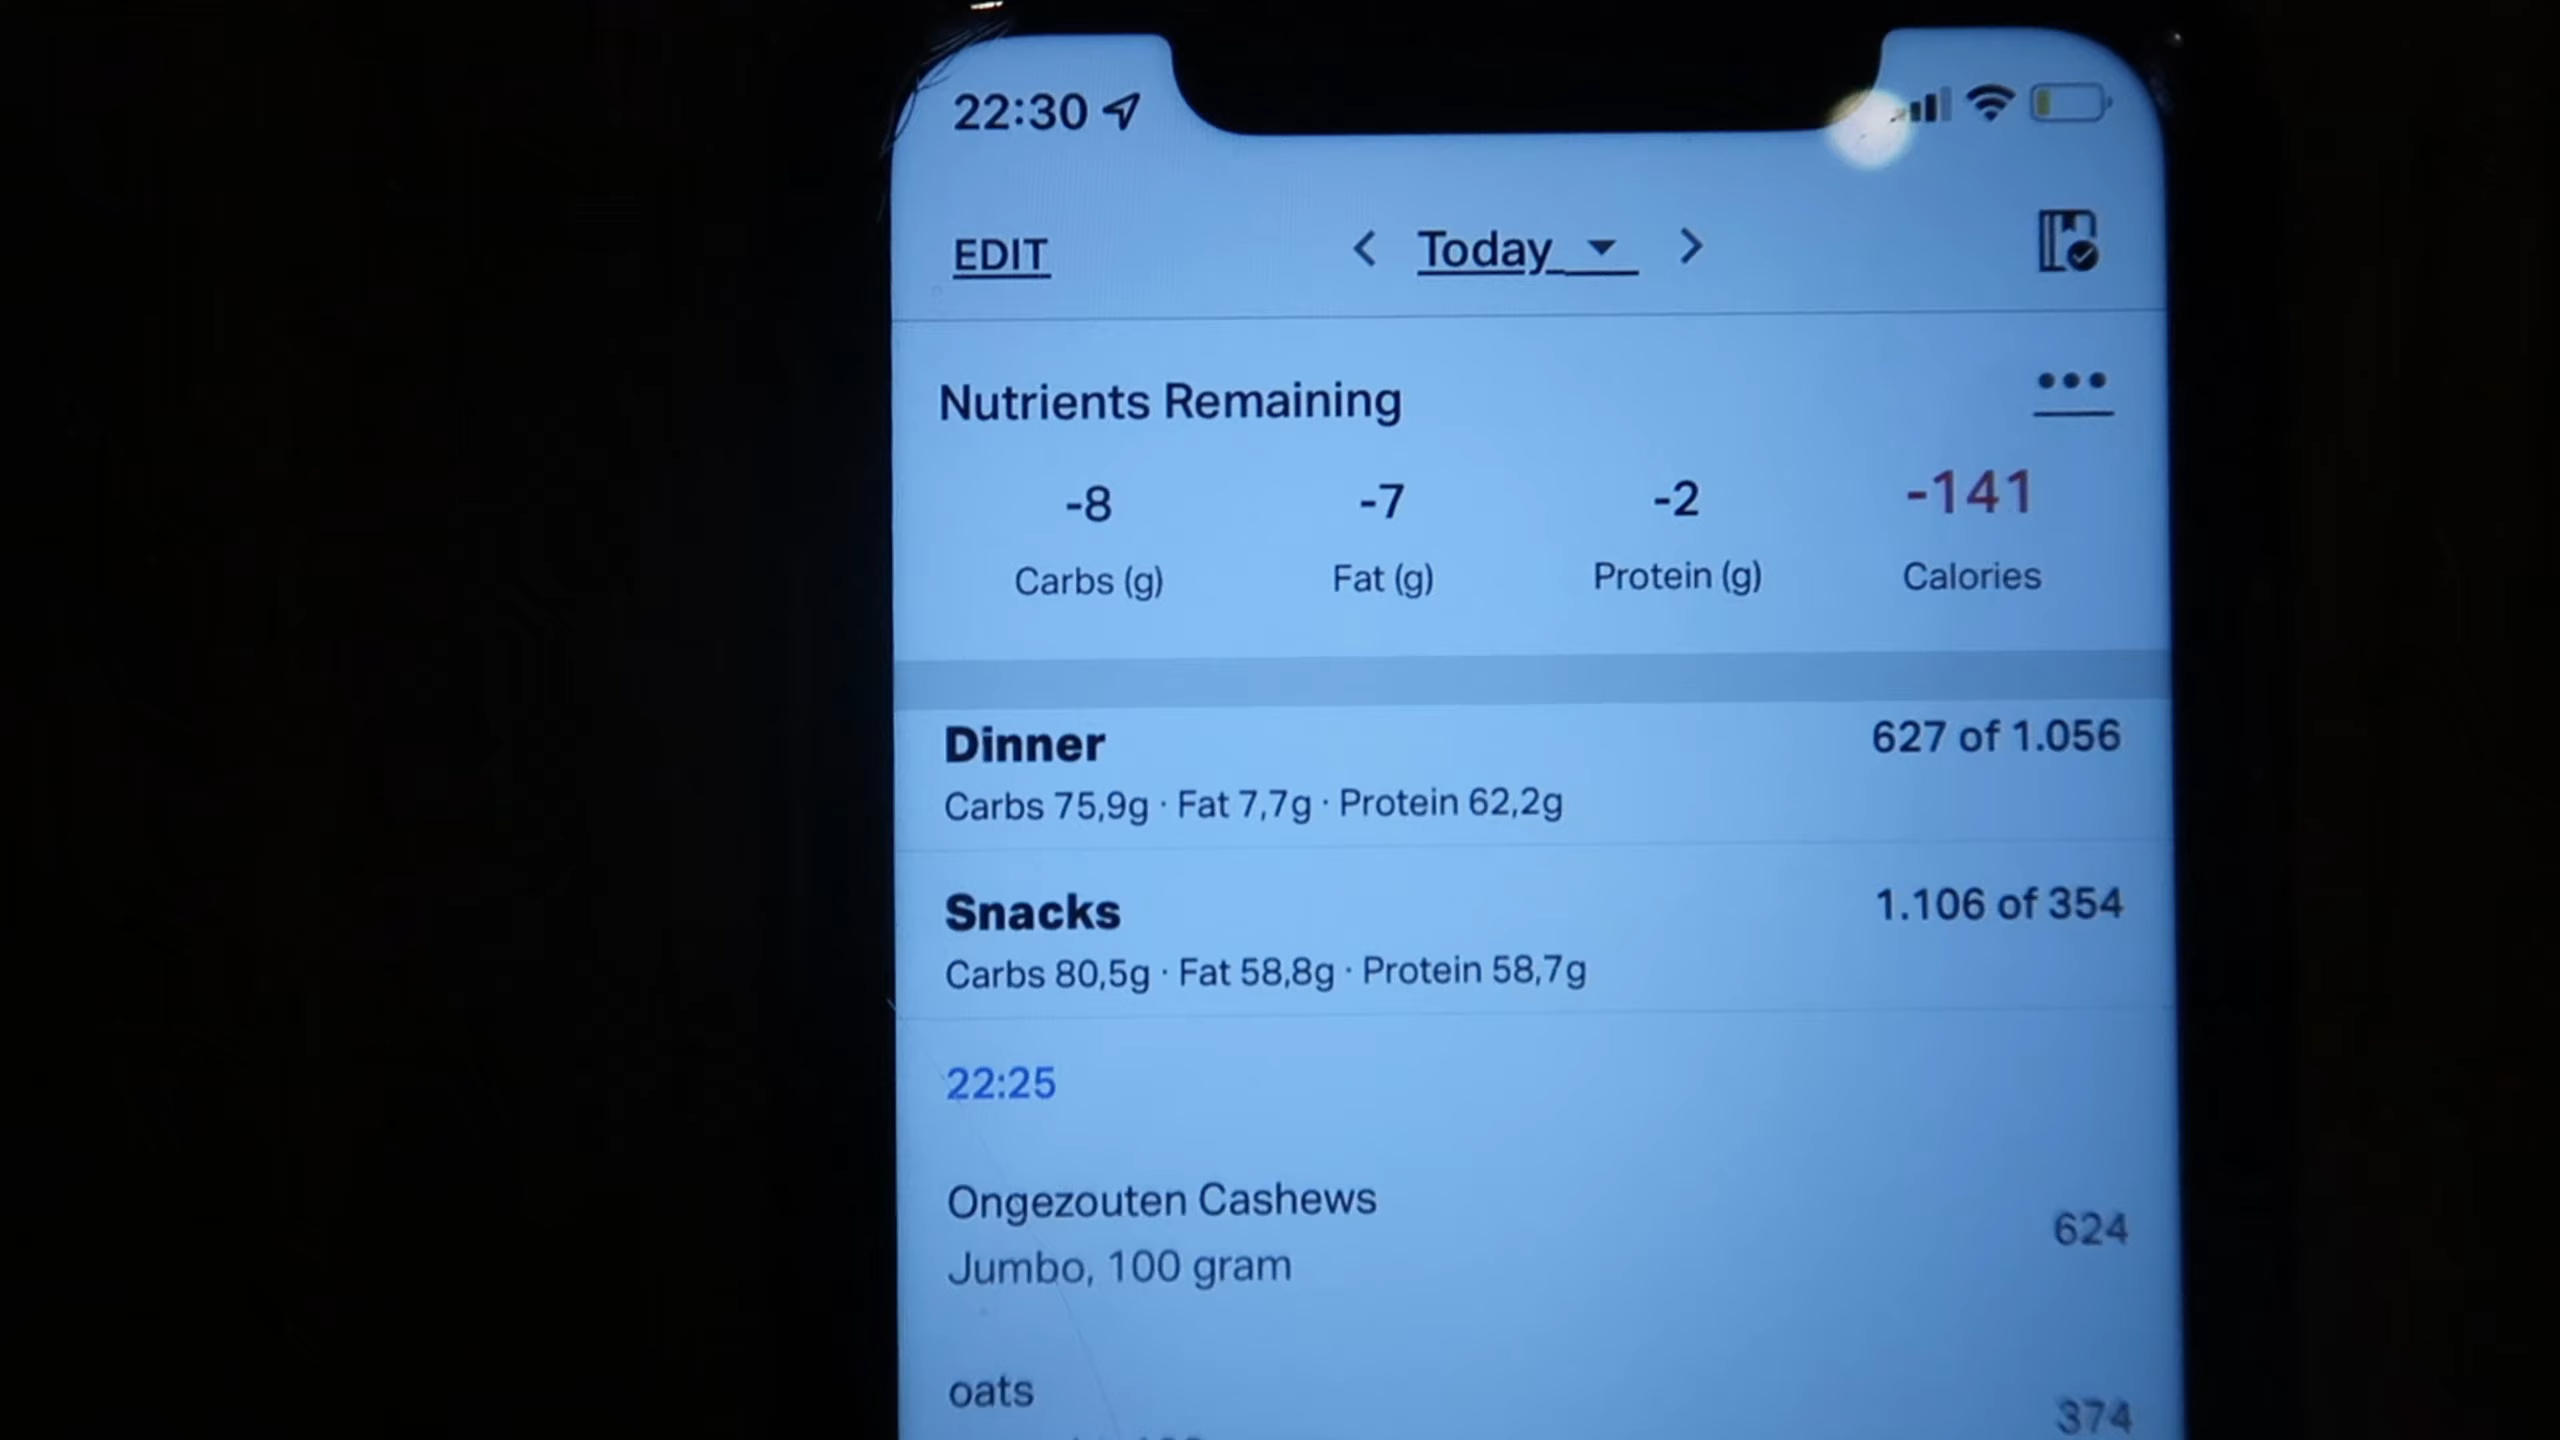 22:30
EDIT
Today
Nutrients Remaining
-8 -7 -2 -141
Carbs (g) Fat (g) Protein (g) Calories
Dinner 627 of 1.056
Carbs 75,9g · Fat 7,7g · Protein 62,2g
Snacks 1.106 of 354
Carbs 80,5g · Fat 58,8g · Protein 58,7g
22:25
Ongezouten Cashews 624
Jumbo, 100 gram
oats 374